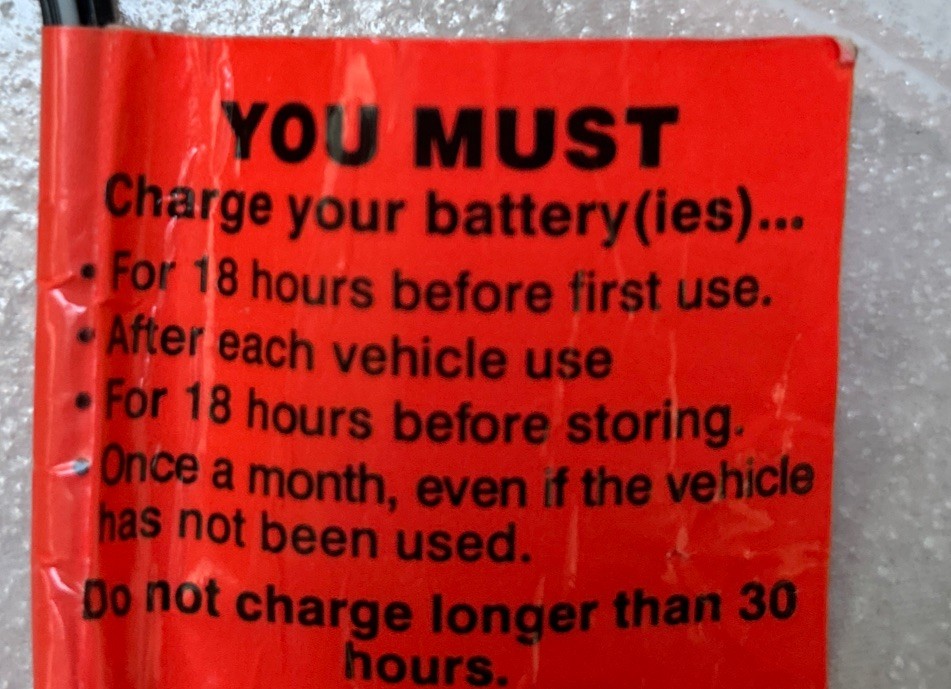 YOU MUST
Charge your battery(ies)...
• For 18 hours before first use.
• After each vehicle use
• For 18 hours before storing.
• Once a month, even if the vehicle
has not been used.
Do not charge longer than 30
hours.